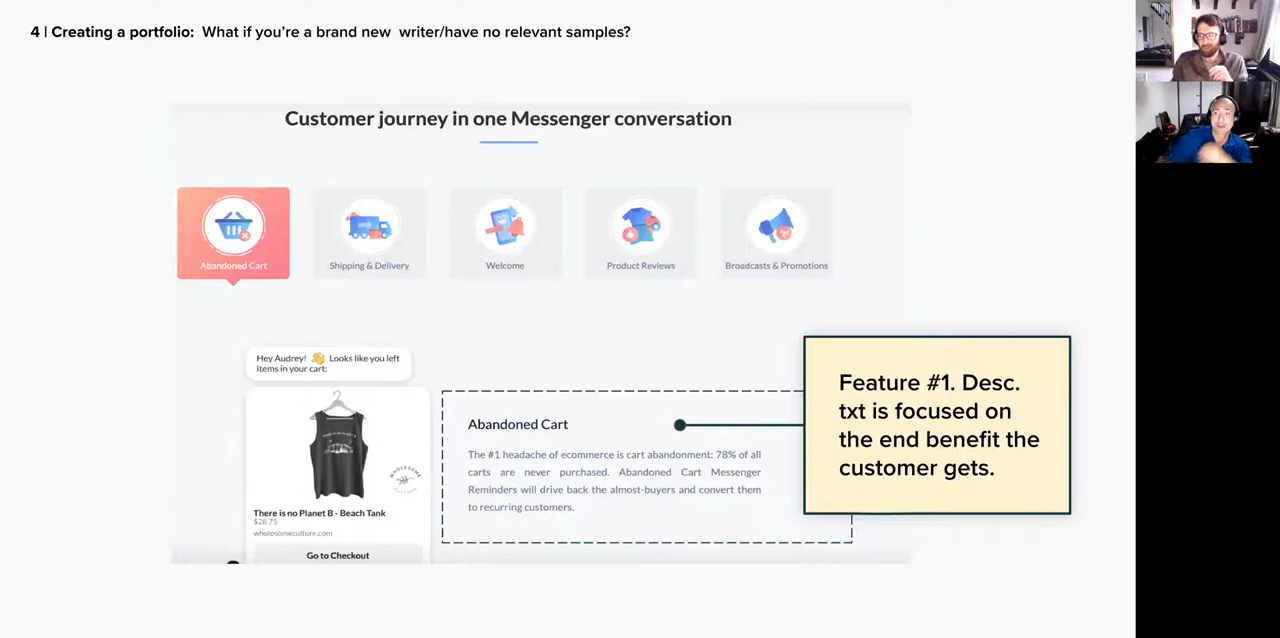 4 | Creating a portfolio: What if you’re a brand new writer/have no relevant samples?
Customer journey in one Messenger conversation
Abandoned Cart
Shipping & Delivery
Welcome
Product Reviews
Broadcasts & Promotions
Hey Audrey! 👋 Looks like you left
items in your cart:
WHOLESOME
There is no Planet B - Beach Tank
$28.75
wholesomeculture.com
Go to Checkout
Abandoned Cart
The #1 headache of ecommerce is cart abandonment: 78% of all
carts are never purchased. Abandoned Cart Messenger
Reminders will drive back the almost-buyers and convert them
to recurring customers.
Feature #1. Desc.
txt is focused on
the end benefit the
customer gets.